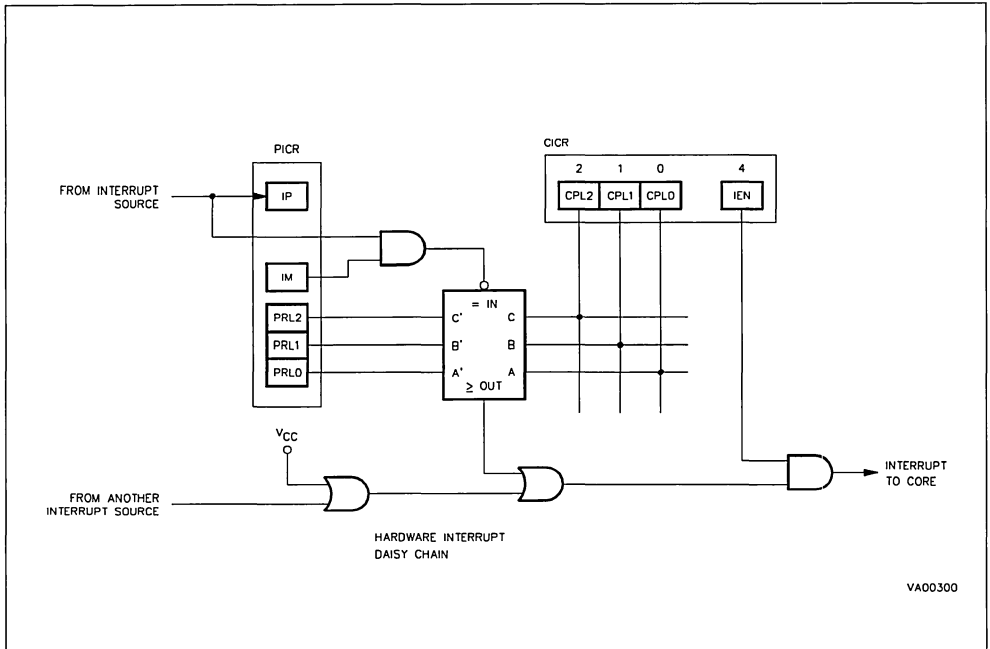 PICR
CICR
2 1 0 4
CPL2 CPL1 CPL0 IEN
FROM INTERRUPT
SOURCE
IP
IM
PRL2
PRL1
PRL0
= IN
C' C
B' B
A' A
≥ OUT
VCC
FROM ANOTHER
INTERRUPT SOURCE
INTERRUPT
TO CORE
HARDWARE INTERRUPT
DAISY CHAIN
VA00300